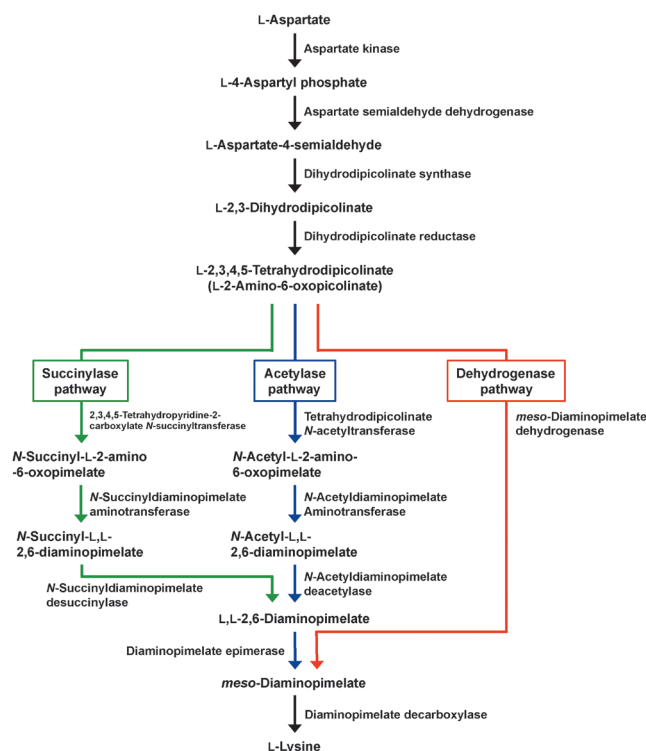 L-Aspartate
Aspartate kinase
L-4-Aspartyl phosphate
Aspartate semialdehyde dehydrogenase
L-Aspartate-4-semialdehyde
Dihydrodipicolinate synthase
L-2,3-Dihydrodipicolinate
Dihydrodipicolinate reductase
L-2,3,4,5-Tetrahydrodipicolinate
(L-2-Amino-6-oxopicolinate)
Succinylase
pathway
Acetylase
pathway
Dehydrogenase
pathway
2,3,4,5-Tetrahydropyridine-2-
carboxylate N-succinyltransferase
Tetrahydrodipicolinate
N-acetyltransferase
meso-Diaminopimelate
dehydrogenase
N-Succinyl-L-2-amino
-6-oxopimelate
N-Acetyl-L-2-amino-
6-oxopimelate
N-Succinyldiaminopimelate
aminotransferase
N-Acetyldiaminopimelate
Aminotransferase
N-Succinyl-L,L-
2,6-diaminopimelate
N-Acetyl-L,L-
2,6-diaminopimelate
N-Succinyldiaminopimelate
desuccinylase
N-Acetyldiaminopimelate
deacetylase
L,L-2,6-Diaminopimelate
Diaminopimelate epimerase
meso-Diaminopimelate
Diaminopimelate decarboxylase
L-Lysine